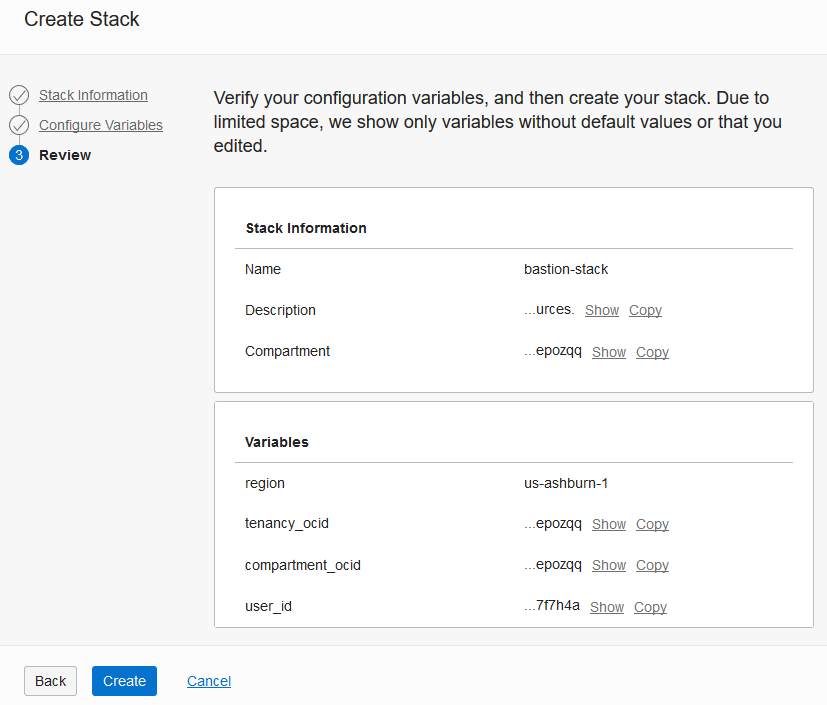 Create Stack
Stack Information
Configure Variables
3 Review
Verify your configuration variables, and then create your stack. Due to
limited space, we show only variables without default values or that you
edited.
Stack Information
Name bastion-stack
Description ...urces. Show Copy
Compartment ...epozqq Show Copy
Variables
region us-ashburn-1
tenancy_ocid ...epozqq Show Copy
compartment_ocid ...epozqq Show Copy
user_id ...7f7h4a Show Copy
Back Create Cancel